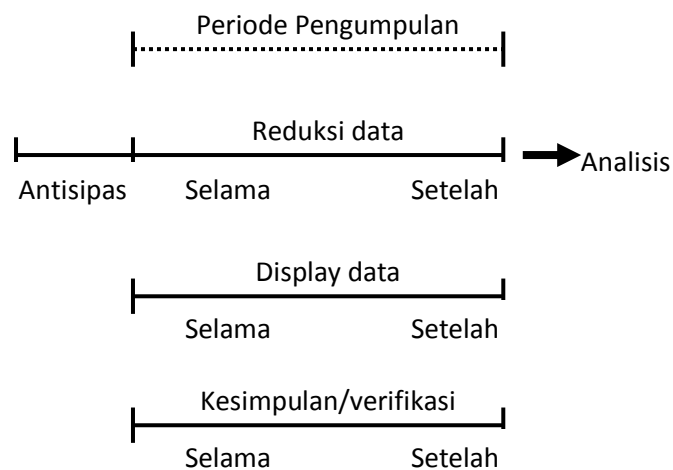 Periode Pengumpulan
Reduksi data
Analisis
Antisipas Selama Setelah
Display data
Selama Setelah
Kesimpulan/verifikasi
Selama Setelah